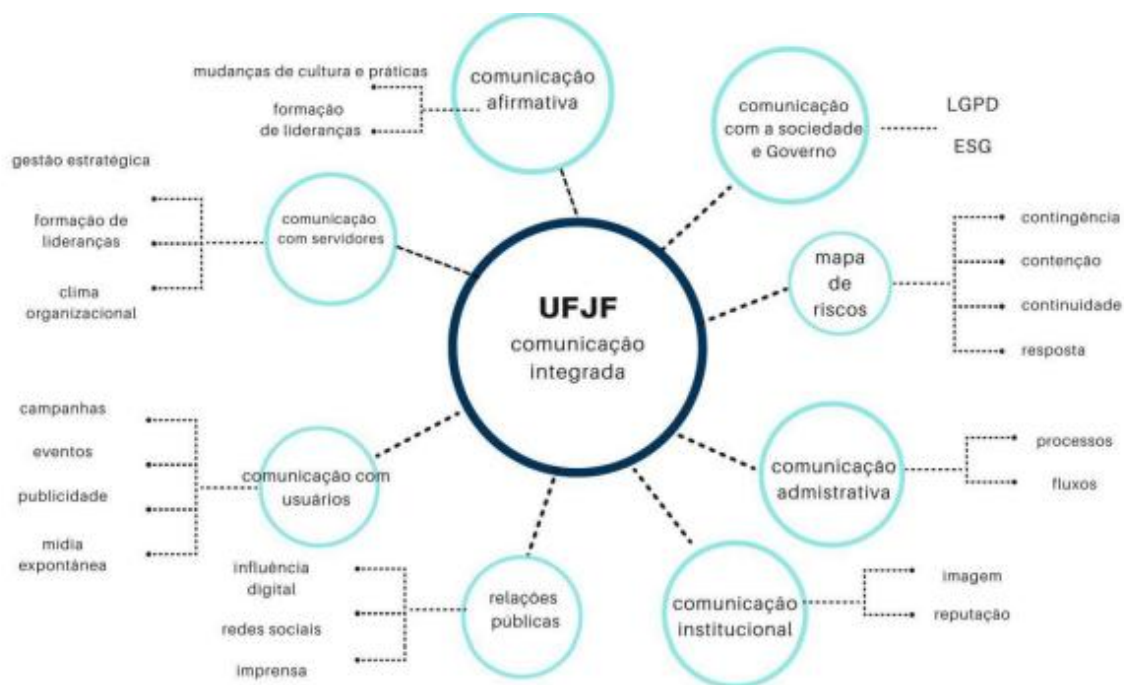 mudanças de cultura e práticas
formação
de lideranças
comunicação
afirmativa
comunicação
com a sociedade
e Governo
LGPD
ESG
gestão estratégica
formação de
lideranças
clima
organizacional
comunicação
com servidores
mapa
de
riscos
contingência
contenção
continuidade
resposta
UFJF
comunicação
integrada
campanhas
eventos
publicidade
midia
expontânea
comunicação com
usuários
comunicação
admistrativa
processos
fluxos
influência
digital
redes sociais
imprensa
relações
públicas
comunicação
institucional
imagem
reputação